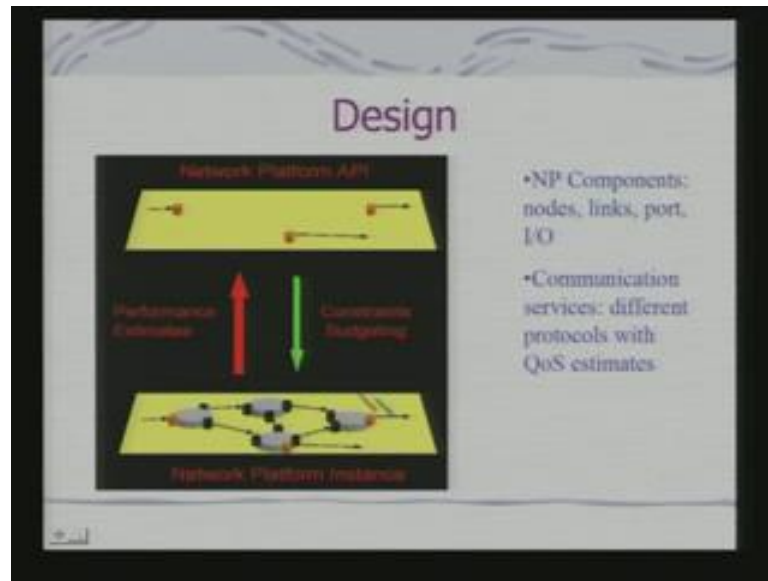 Design
Network Platform API
Performance
Estimates
Constraints
Budgeting
Network Platform Instance
•NP Components:
nodes, links, port,
I/O
•Communication
services: different
protocols with
QoS estimates